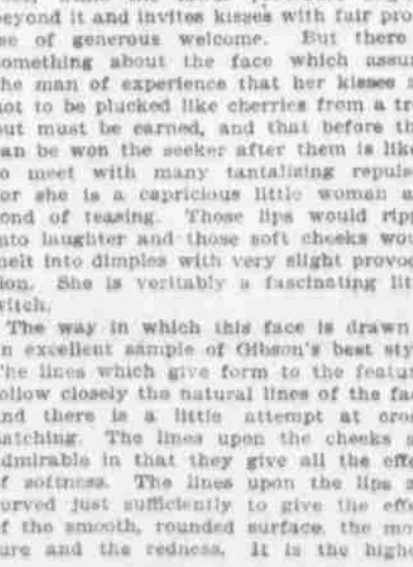 beyond it and invites kisses with fair pro
se of generous welcome. But there
something about the face which assur
the man of experience that her kisses a
not to be plucked like cherries from a tr
but must be earned, and that before th
can be won the seeker after them is like
to meet with many tantalizing repuls
for she is a capricious little woman a
fond of teasing. Those lips would ripp
into laughter and those soft cheeks wou
melt into dimples with very slight provoc
tion. She is veritably a fascinating lit
witch.
The way in which this face is drawn
an excellent sample of Gibson's best sty
The lines which give form to the featur
follow closely the natural lines of the fac
and there is a little attempt at cros
hatching. The lines upon the cheeks a
admirable in that they give all the effe
of softness. The lines upon the lips a
curved just sufficiently to give the effe
of the smooth, rounded surface, the mo
ture and the redness. It is the highe